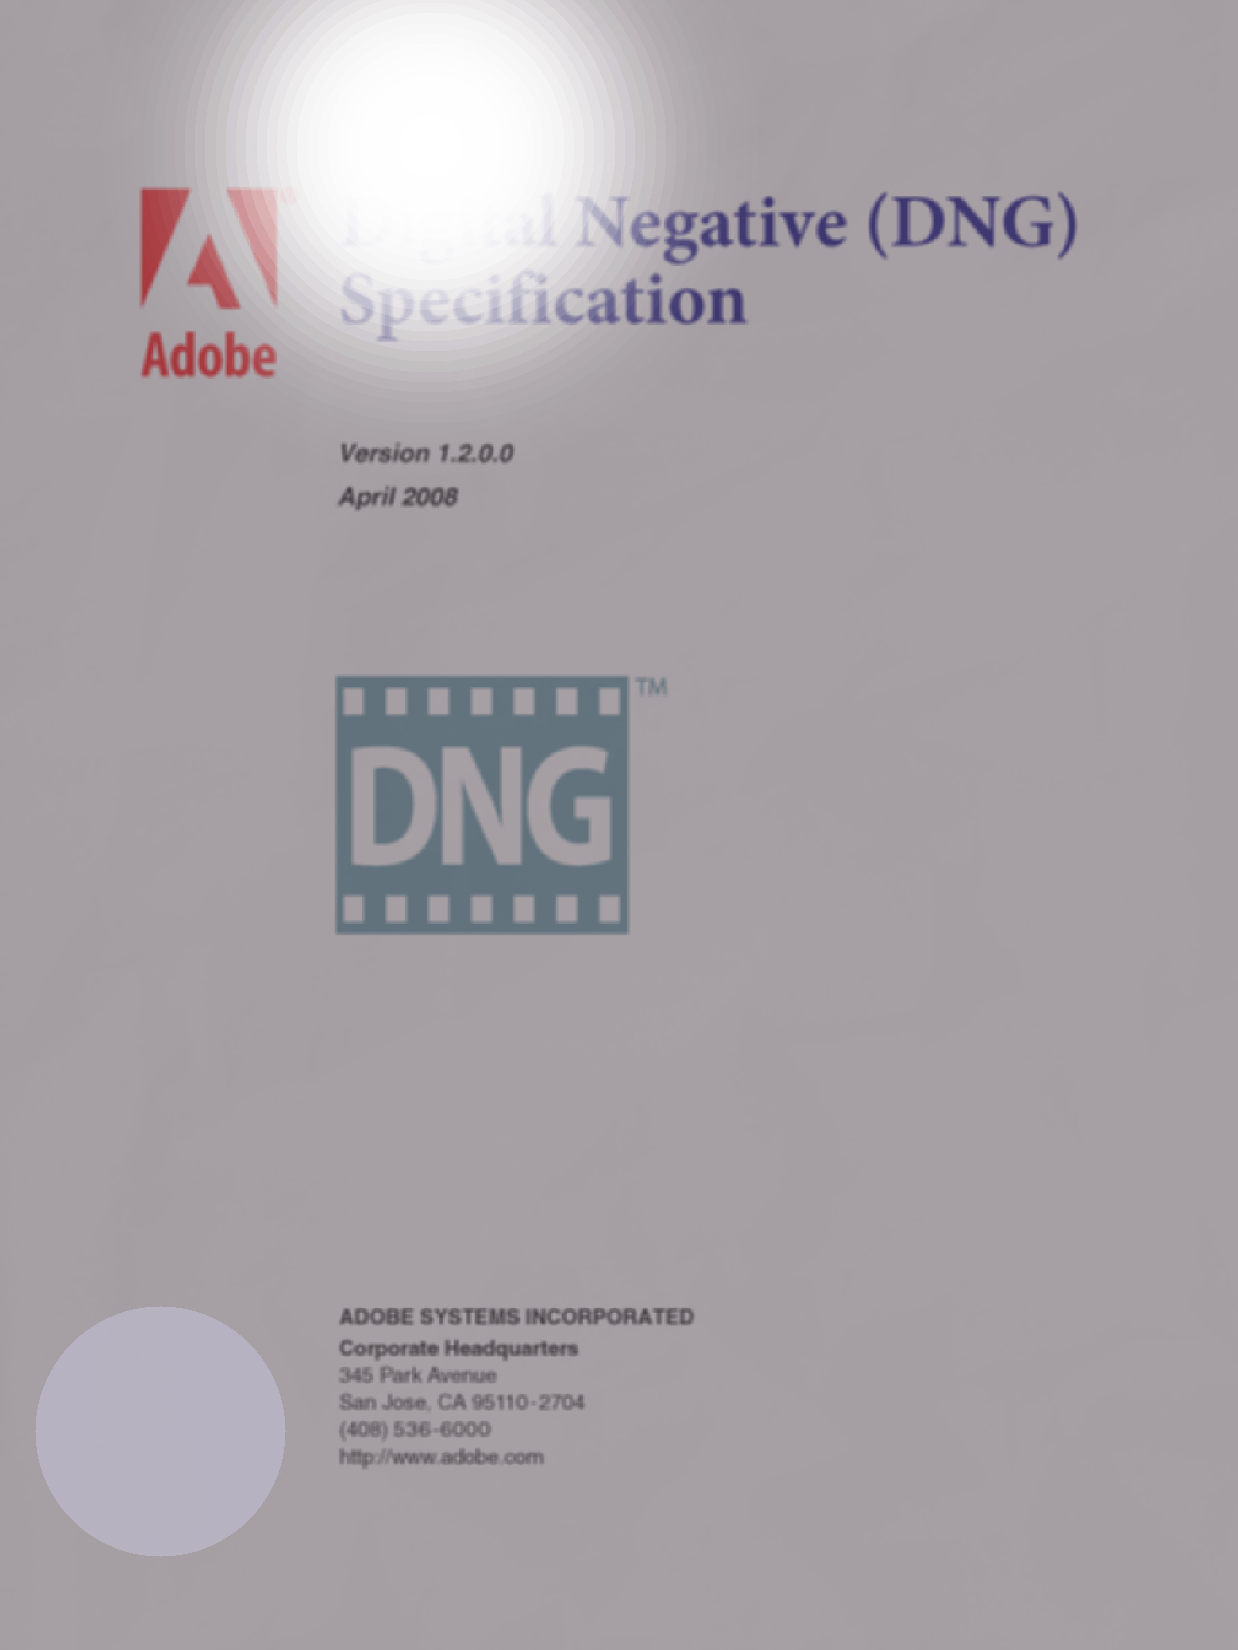 Digital Negative (DNG)
Specification
Adobe
Version 1.2.0.0
April 2008
DNG™
ADOBE SYSTEMS INCORPORATED
Corporate Headquarters
345 Park Avenue
San Jose, CA 95110-2704
(408) 536-6000
http://www.adobe.com